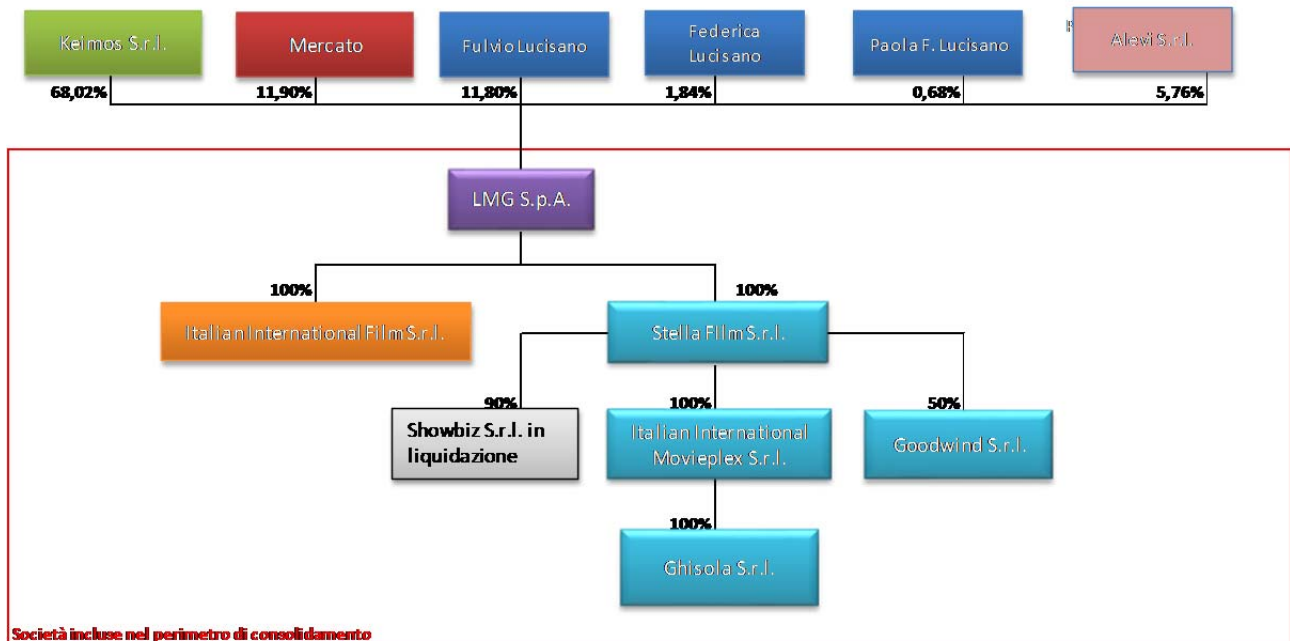 Keimos S.r.l.
Mercato
Fulvio Lucisano
Federica
Lucisano
Paola F. Lucisano
Alevi S.r.l.
68,02%
11,90%
11,80%
1,84%
0,68%
5,76%
LMG S.p.A.
100%
100%
Italian International Film S.r.l.
Stella Film S.r.l.
90%
100%
50%
Showbiz S.r.l. in
liquidazione
Italian International
Movieplex S.r.l.
Goodwind S.r.l.
100%
Ghisola S.r.l.
Società incluse nel perimetro di consolidamento